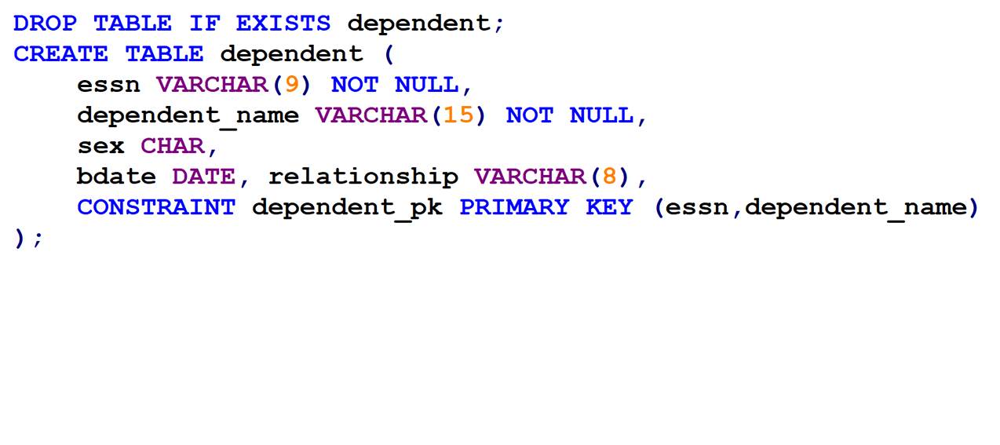 DROP TABLE IF EXISTS dependent;
CREATE TABLE dependent (
    essn VARCHAR(9) NOT NULL,
    dependent_name VARCHAR(15) NOT NULL,
    sex CHAR,
    bdate DATE, relationship VARCHAR(8),
    CONSTRAINT dependent_pk PRIMARY KEY (essn,dependent_name)
);